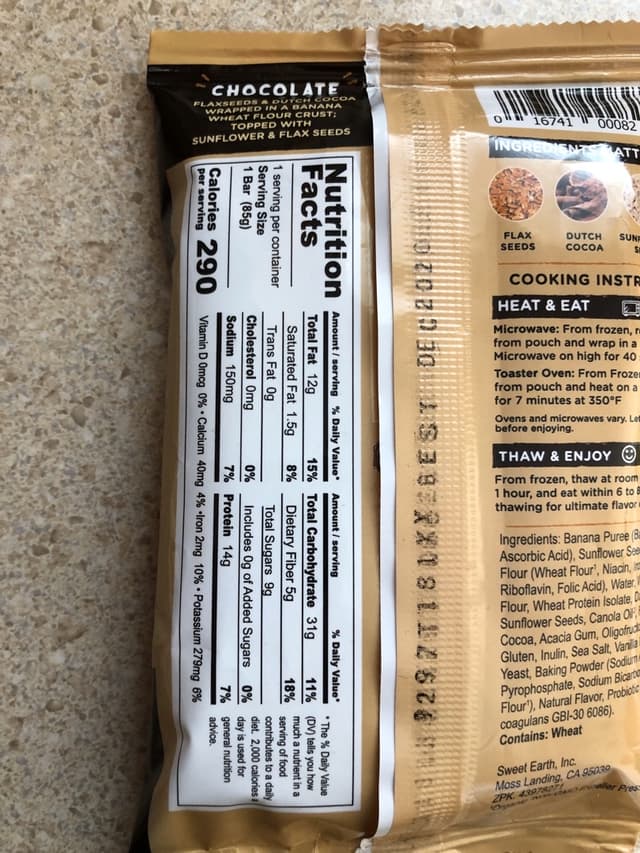 CHOCOLATE
FLAXSEEDS & DUTCH COCOA
WRAPPED IN A BANANA
WHEAT FLOUR CRUST;
TOPPED WITH
SUNFLOWER & FLAX SEEDS
Nutrition
Facts
1 serving per container
Serving Size
1 Bar (85g)
Calories 290
per serving
Amount / serving % Daily Value*
Total Fat 12g 15%
Saturated Fat 1.5g 8%
Trans Fat 0g
Cholesterol 0mg 0%
Sodium 150mg 7%
Amount / serving % Daily Value*
Total Carbohydrate 31g 11%
Dietary Fiber 5g 18%
Total Sugars 9g
Includes 0g of Added Sugars 0%
Protein 14g 7%
Vitamin D 0mcg 0% • Calcium 40mg 4% • Iron 2mg 10% • Potassium 279mg 6%
* The % Daily Value
(DV) tells you how
much a nutrient in a
serving of food
contributes to a daily
diet. 2,000 calories a
day is used for
general nutrition
advice.
BEST DEC 2020
0 16741 00082
INGREDIENTS
FLAX
SEEDS
DUTCH
COCOA
COOKING
HEAT & EAT
Microwave: From frozen,
from pouch and wrap in a
Microwave on high for 40
Toaster Oven: From
from pouch and heat on a
for 7 minutes at 350°F
Ovens and microwaves vary.
before enjoying.
THAW & ENJOY
From frozen, thaw at room
1 hour, and eat within 6 to
thawing for ultimate flavor
Ingredients: Banana Puree
Ascorbic Acid), Sunflower
Flour (Wheat Flour¹, Niacin,
Riboflavin, Folic Acid), Water,
Flour, Wheat Protein Isolate,
Sunflower Seeds, Canola Oil
Cocoa, Acacia Gum,
Gluten, Inulin, Sea Salt, Vanilla
Yeast, Baking Powder (Sodium
Pyrophosphate, Sodium
Flour¹), Natural Flavor,
coagulans GBI-30 6086).
Contains: Wheat
Sweet Earth, Inc.
Moss Landing, CA 95039
ZPK.